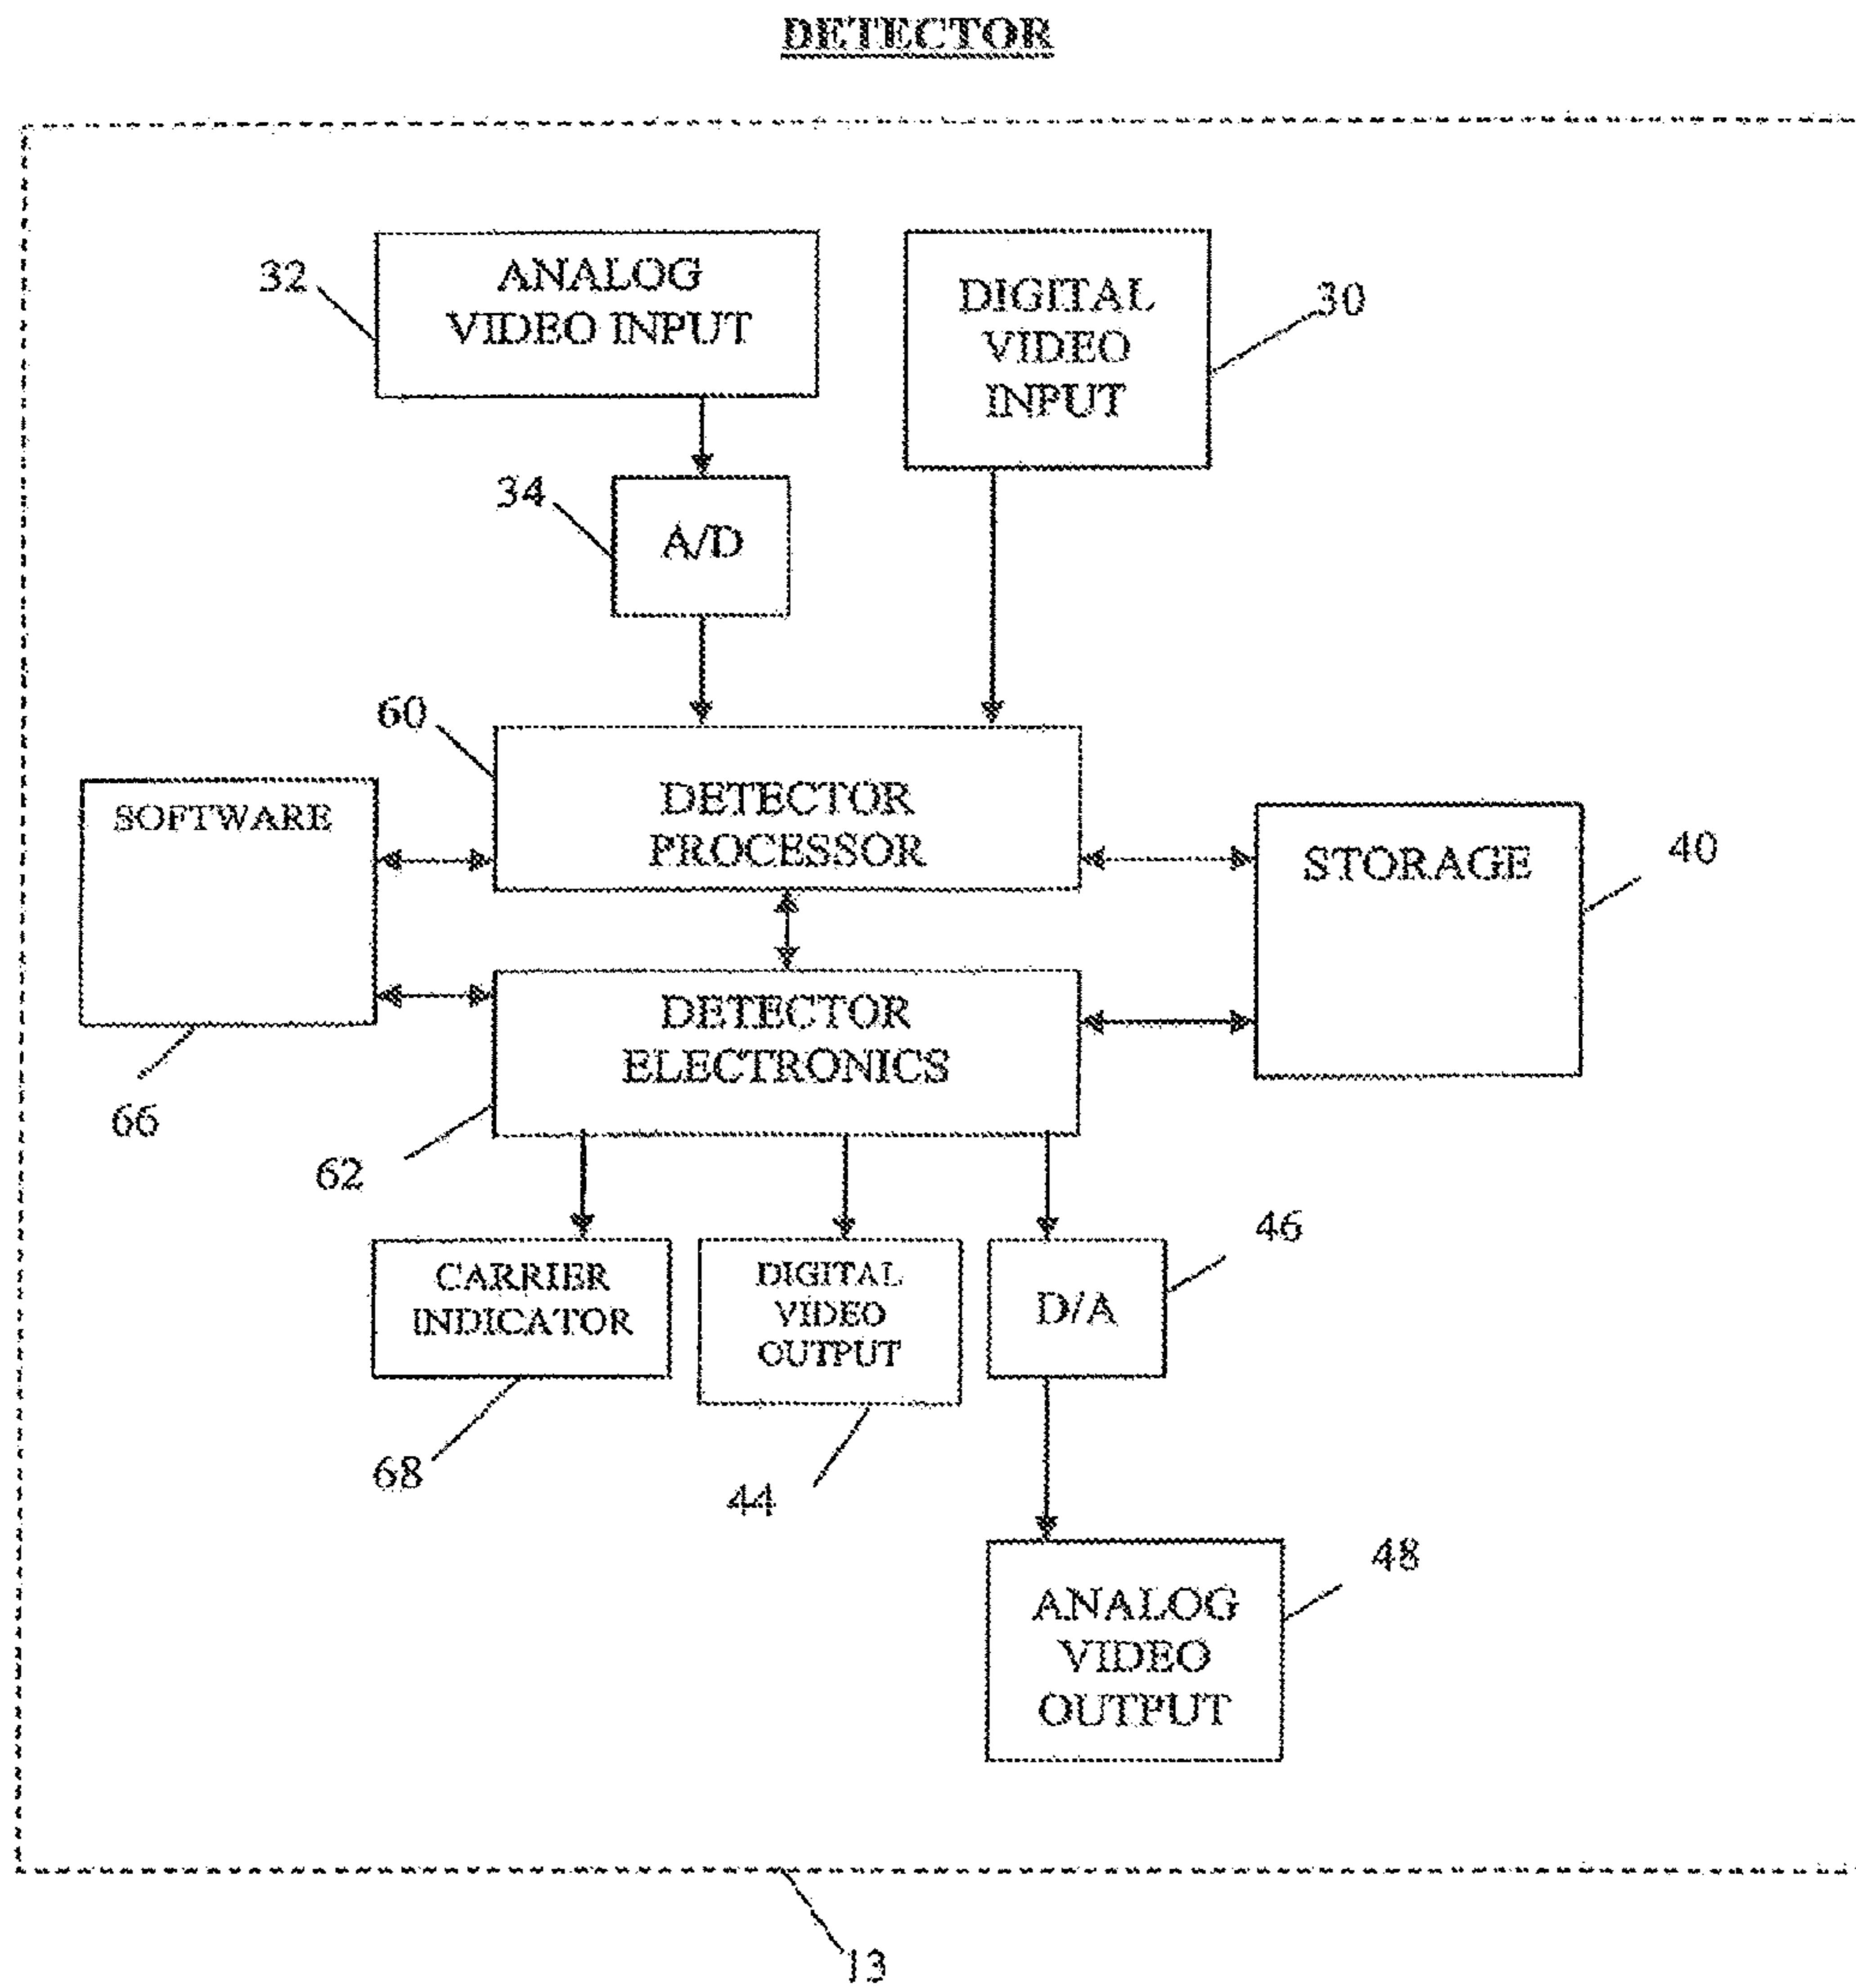 DETECTOR
32
ANALOG
VIDEO INPUT
DIGITAL
VIDEO
INPUT
30
34
A/D
60
DETECTOR
PROCESSOR
SOFTWARE
STORAGE
40
66
DETECTOR
ELECTRONICS
62
CARRIER
INDICATOR
68
DIGITAL
VIDEO
OUTPUT
44
D/A
46
ANALOG
VIDEO
OUTPUT
48
13